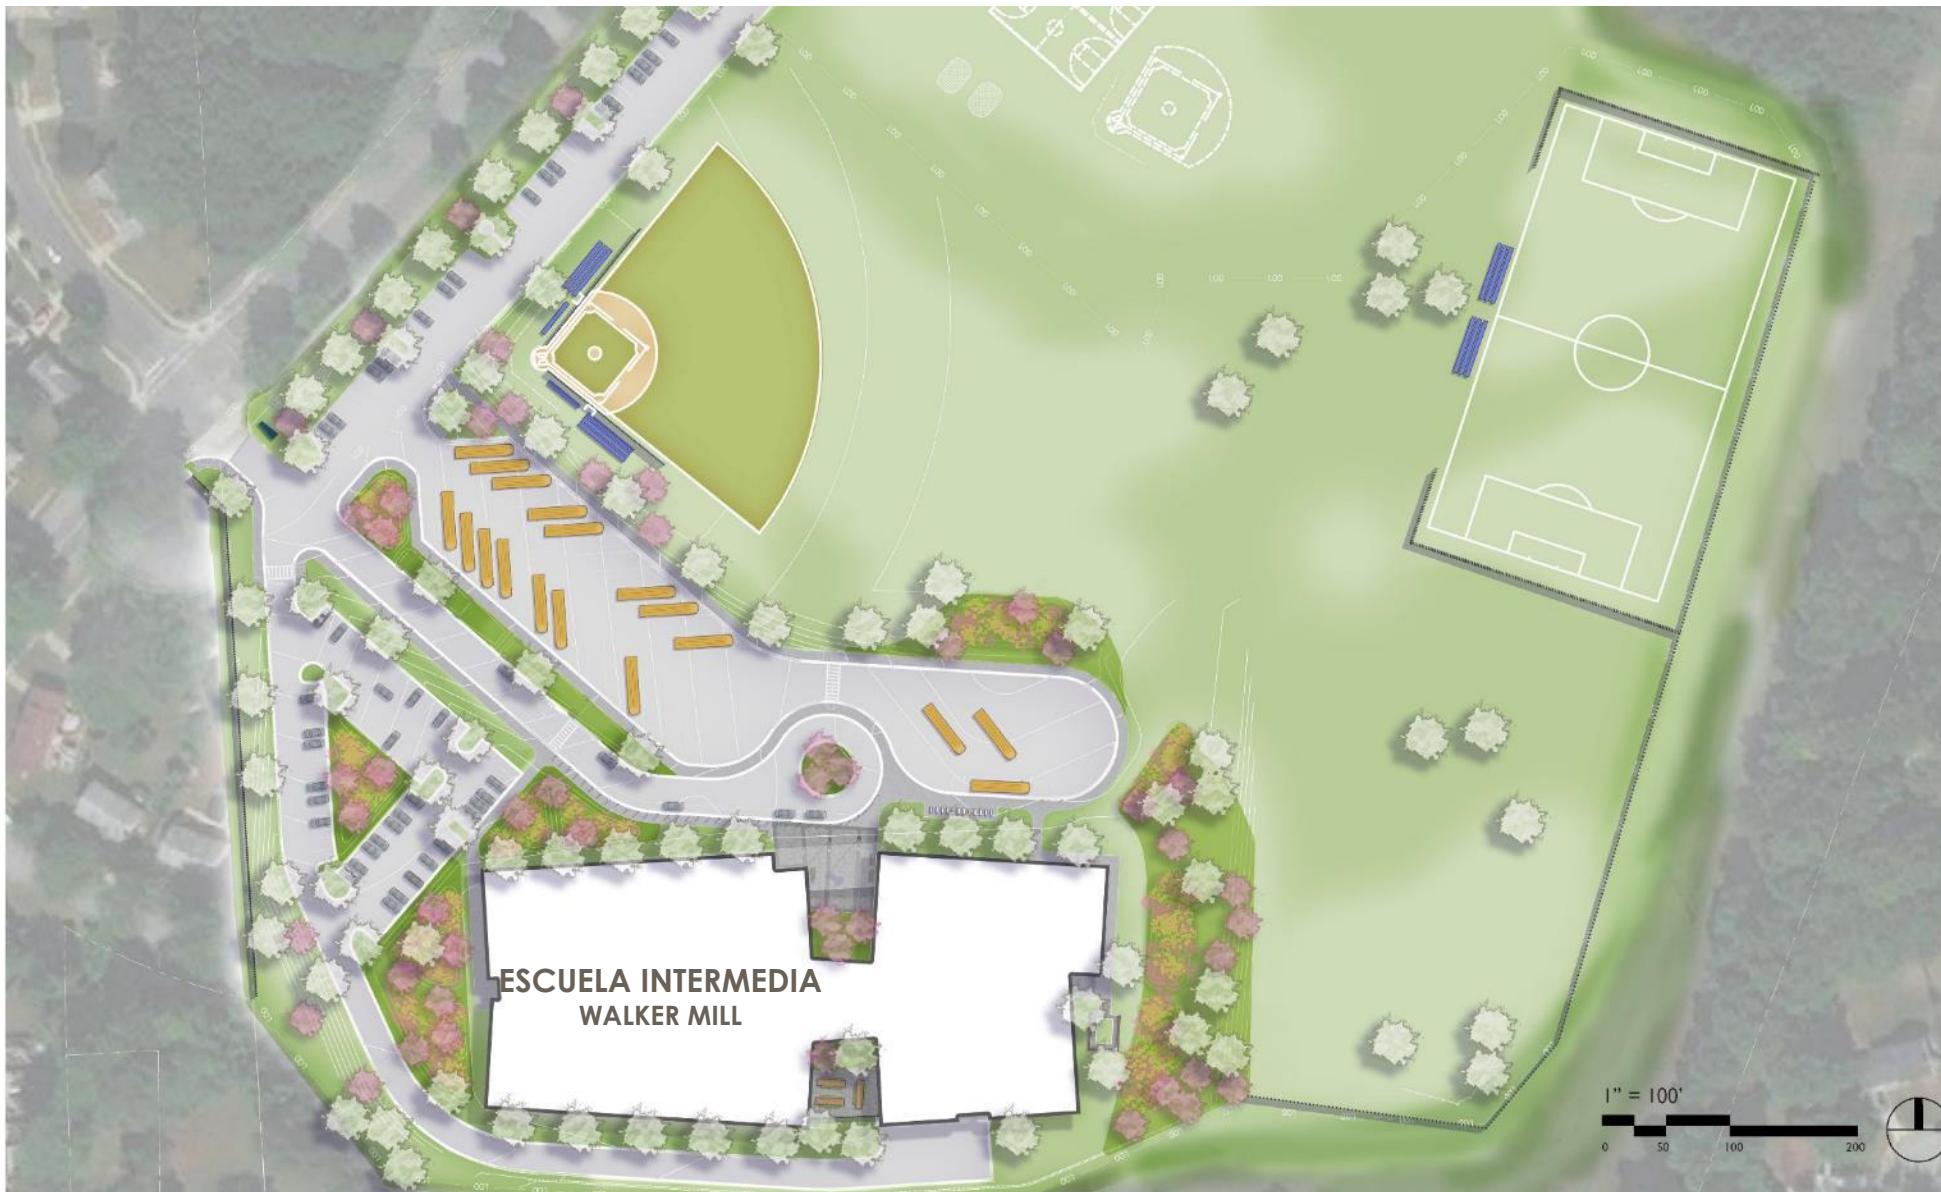 ESCUELA INTERMEDIA
WALKER MILL
1" = 100'
0 50 100 200